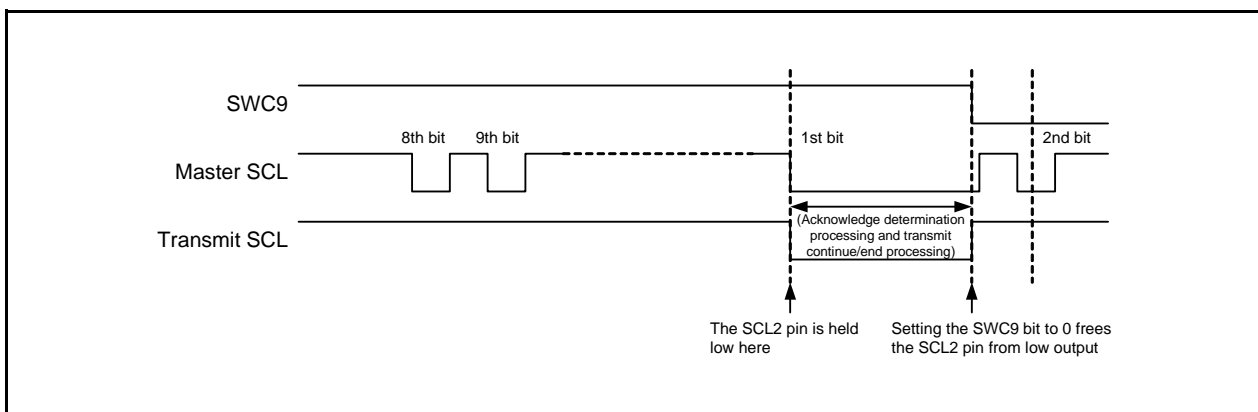 SWC9
8th bit
9th bit
1st bit
2nd bit
Master SCL
(Acknowledge determination
processing and transmit
continue/end processing)
Transmit SCL
The SCL2 pin is held
low here
Setting the SWC9 bit to 0 frees
the SCL2 pin from low output